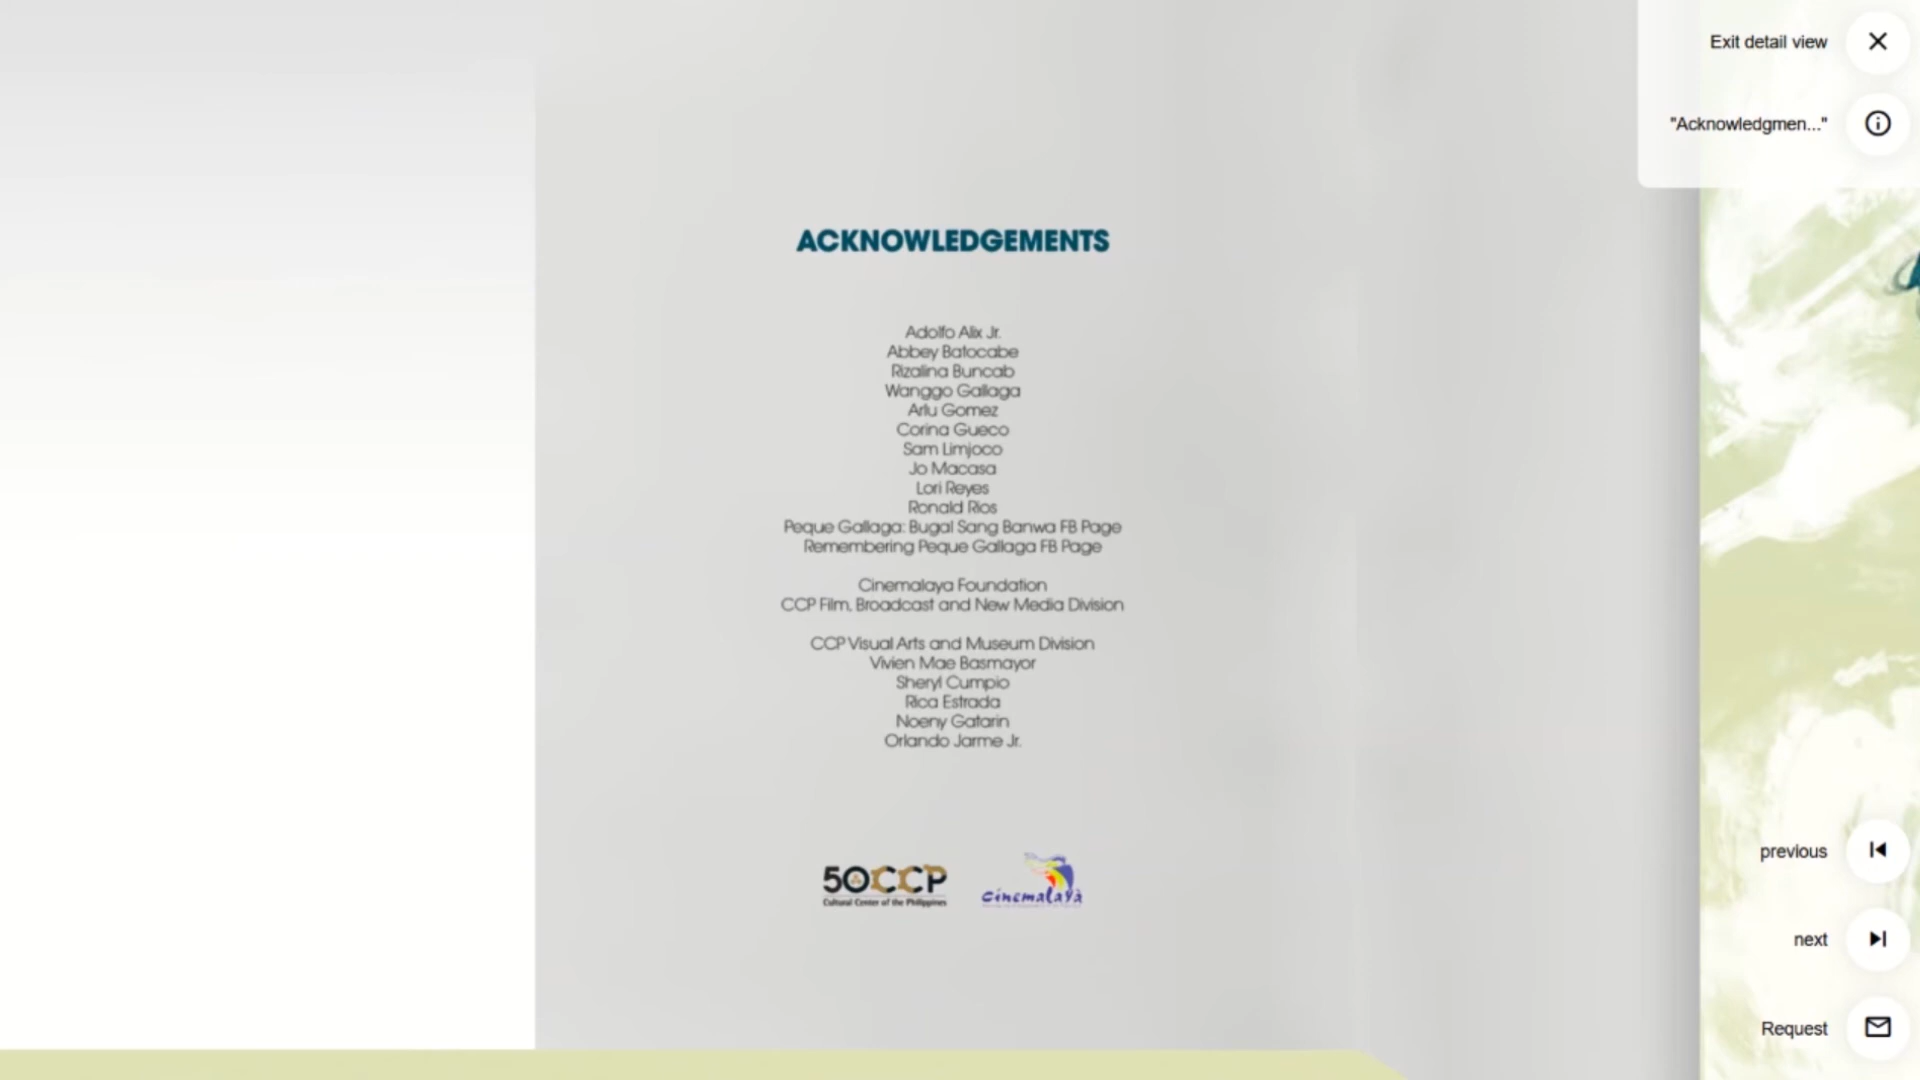 Exit detail view
"Acknowledgmen..."
ACKNOWLEDGEMENTS
Adolfo Alix Jr.
Abbey Batocabe
Rizalina Buncab
Wanggo Gallaga
Arlu Gomez
Corina Gueco
Sam Limjoco
Jo Macasa
Lori Reyes
Ronald Rios
Peque Gallaga: Bugal Sang Banwa FB Page
Remembering Peque Gallaga FB Page
Cinemalaya Foundation
CCP Film, Broadcast and New Media Division
CCP Visual Arts and Museum Division
Vivien Mae Basmayor
Sheryl Cumpio
Rica Estrada
Noeny Gatarin
Orlando Jarme Jr.
50CCP
Cultural Center of the Philippines
cinemalaya
previous
next
Request